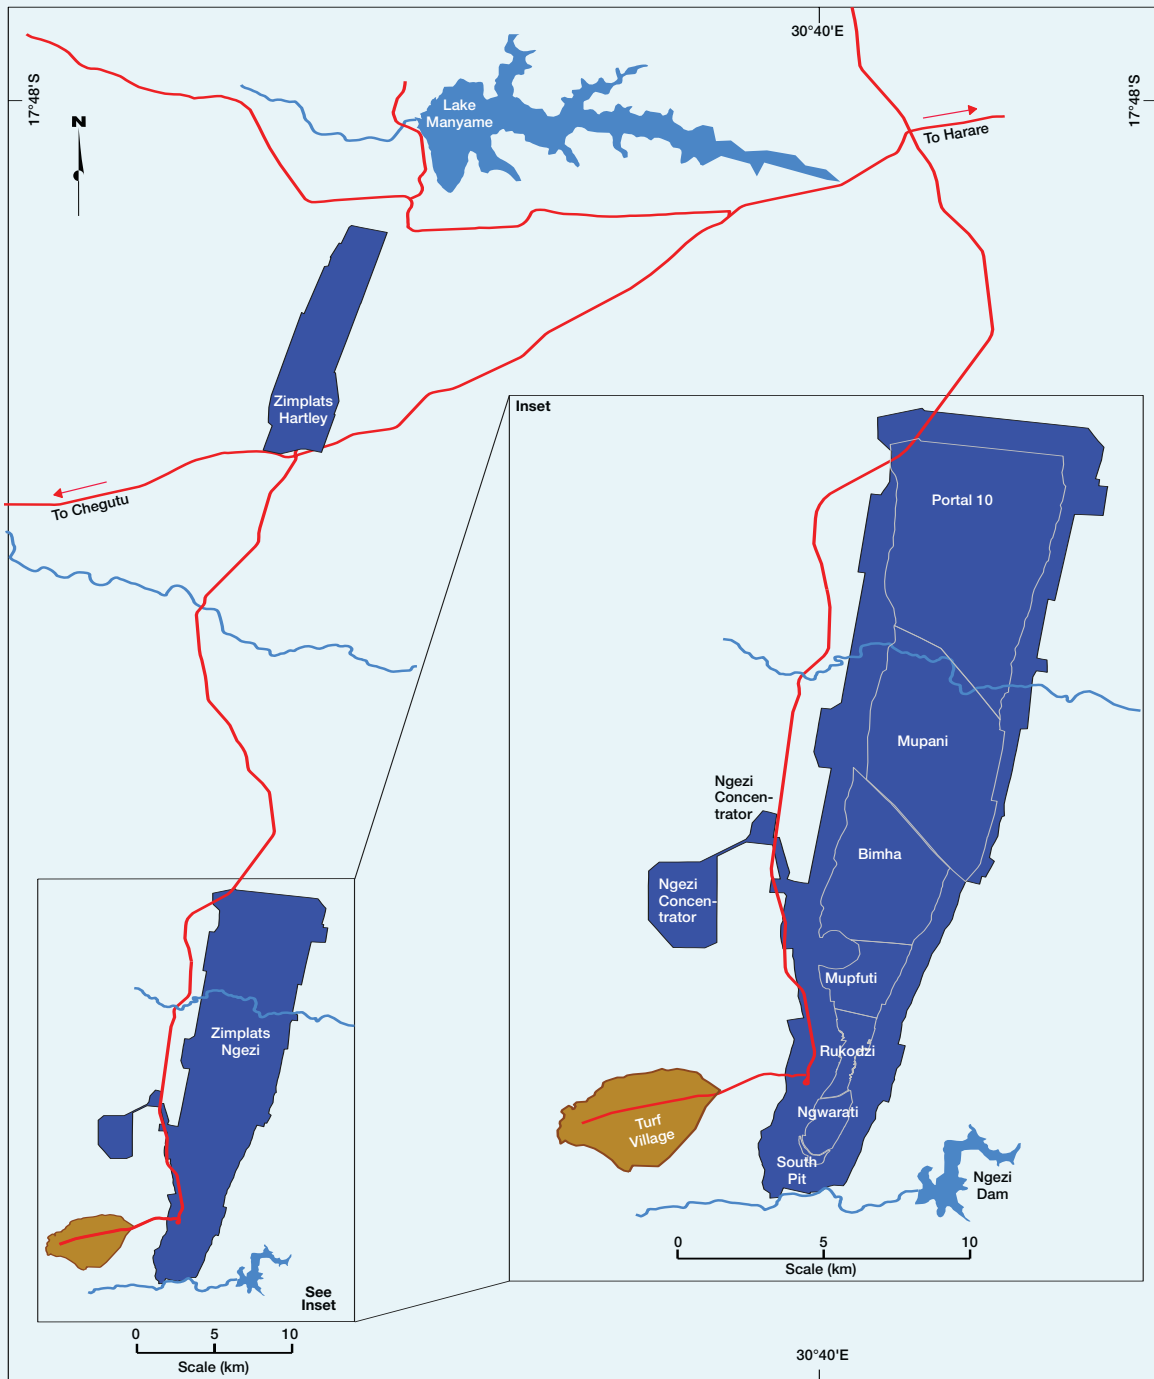 30°40'E
17°48'S
17°48'S
N
Lake
Manyame
To Harare
Zimplats
Hartley
To Chegutu
Inset
Portal 10
Mupani
Ngezi
Concen-
trator
Bimha
Ngezi
Concen-
trator
Mupfuti
Zimplats
Ngezi
Rukodzi
Ngwarati
Turf
Village
South
Pit
Ngezi
Dam
0 5 10
Scale (km)
See
Inset
0 5 10
Scale (km)
30°40'E